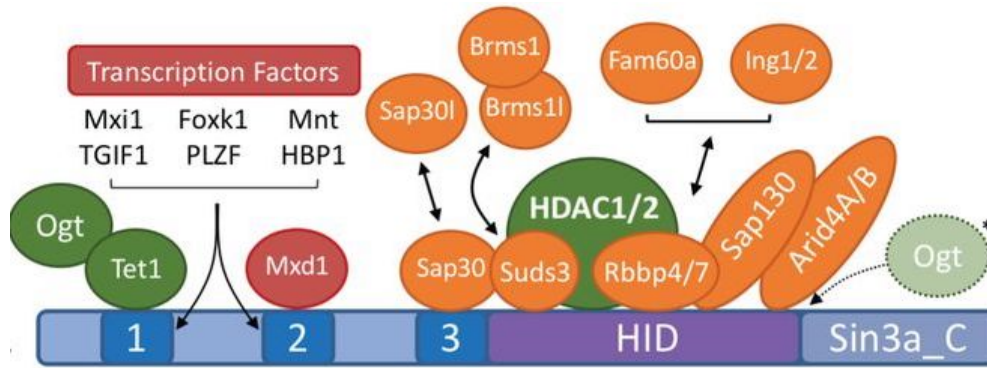 Transcription Factors
Mxi1 Foxk1 Mnt
TGIF1 PLZF HBP1
Brms1
Brms1l
Sap30l
Fam60a
Ing1/2
Ogt
Tet1
Mxd1
HDAC1/2
Sap30
Suds3
Rbbp4/7
Sap130
Arid4A/B
Ogt
*
1
2
3
HID
Sin3a_C